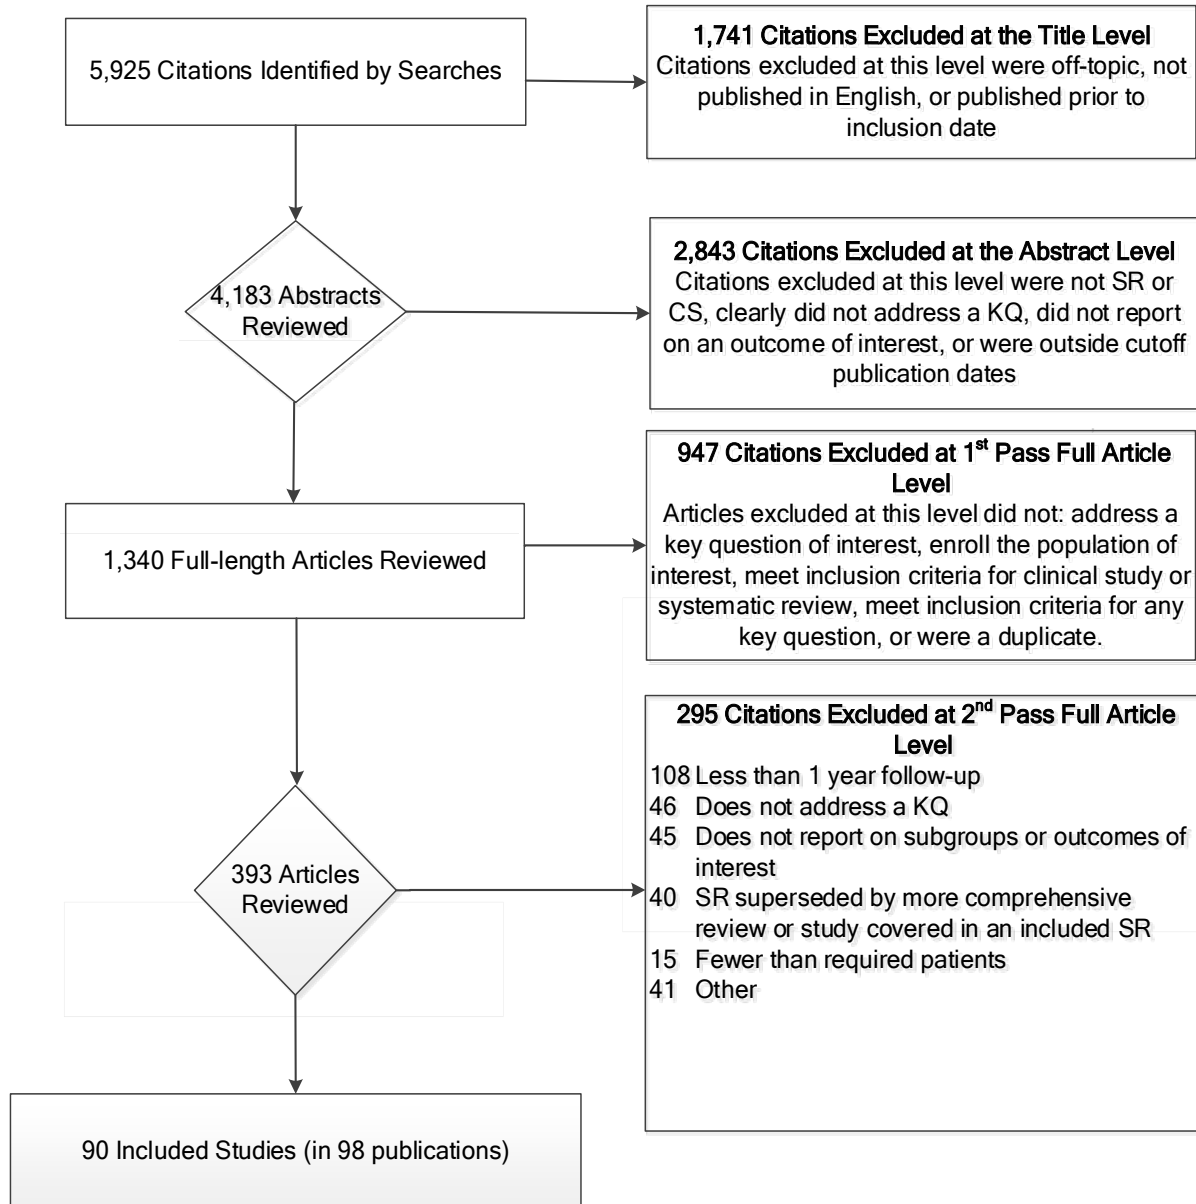 5,925 Citations Identified by Searches
1,741 Citations Excluded at the Title Level
Citations excluded at this level were off-topic, not
published in English, or published prior to
inclusion date
4,183 Abstracts
Reviewed
2,843 Citations Excluded at the Abstract Level
Citations excluded at this level were not SR or
CS, clearly did not address a KQ, did not report
on an outcome of interest, or were outside cutoff
publication dates
1,340 Full-length Articles Reviewed
947 Citations Excluded at 1st Pass Full Article
Level
Articles excluded at this level did not: address a
key question of interest, enroll the population of
interest, meet inclusion criteria for clinical study or
systematic review, meet inclusion criteria for any
key question, or were a duplicate.
393 Articles
Reviewed
295 Citations Excluded at 2nd Pass Full Article
Level
108 Less than 1 year follow-up
46 Does not address a KQ
45 Does not report on subgroups or outcomes of
interest
40 SR superseded by more comprehensive
review or study covered in an included SR
15 Fewer than required patients
41 Other
90 Included Studies (in 98 publications)